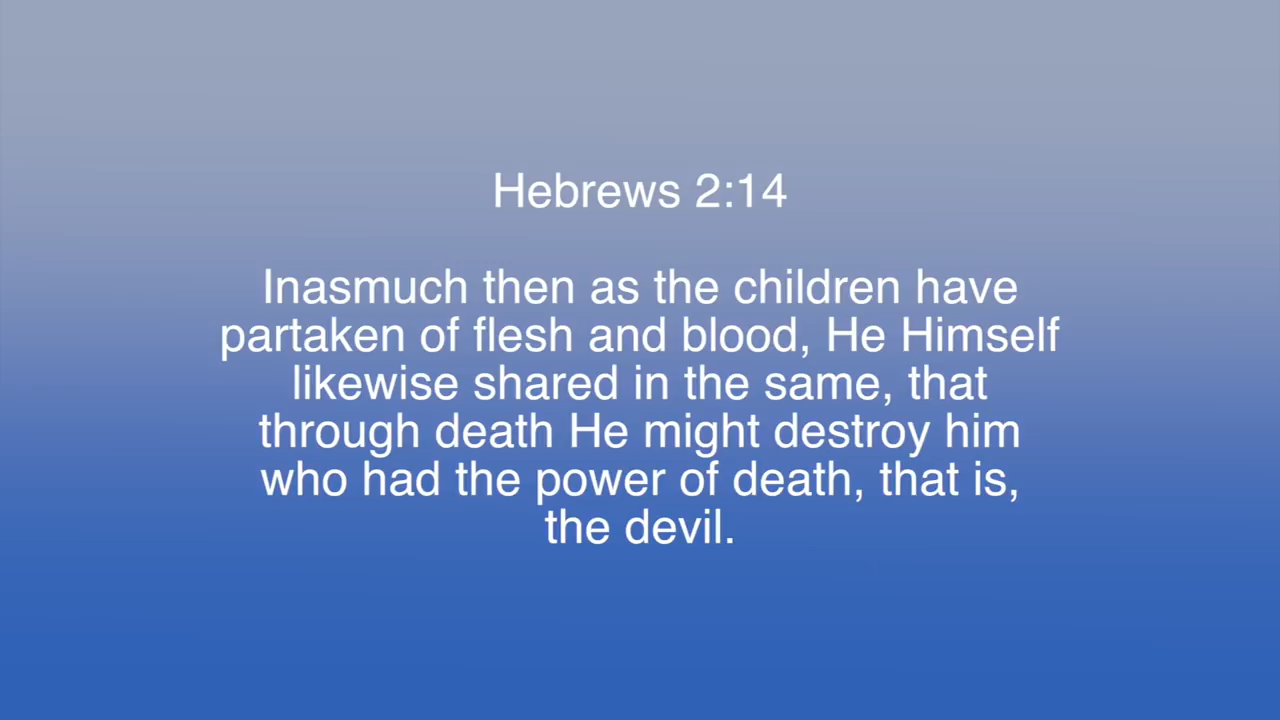 Hebrews 2:14
Inasmuch then as the children have
partaken of flesh and blood, He Himself
likewise shared in the same, that
through death He might destroy him
who had the power of death, that is,
the devil.